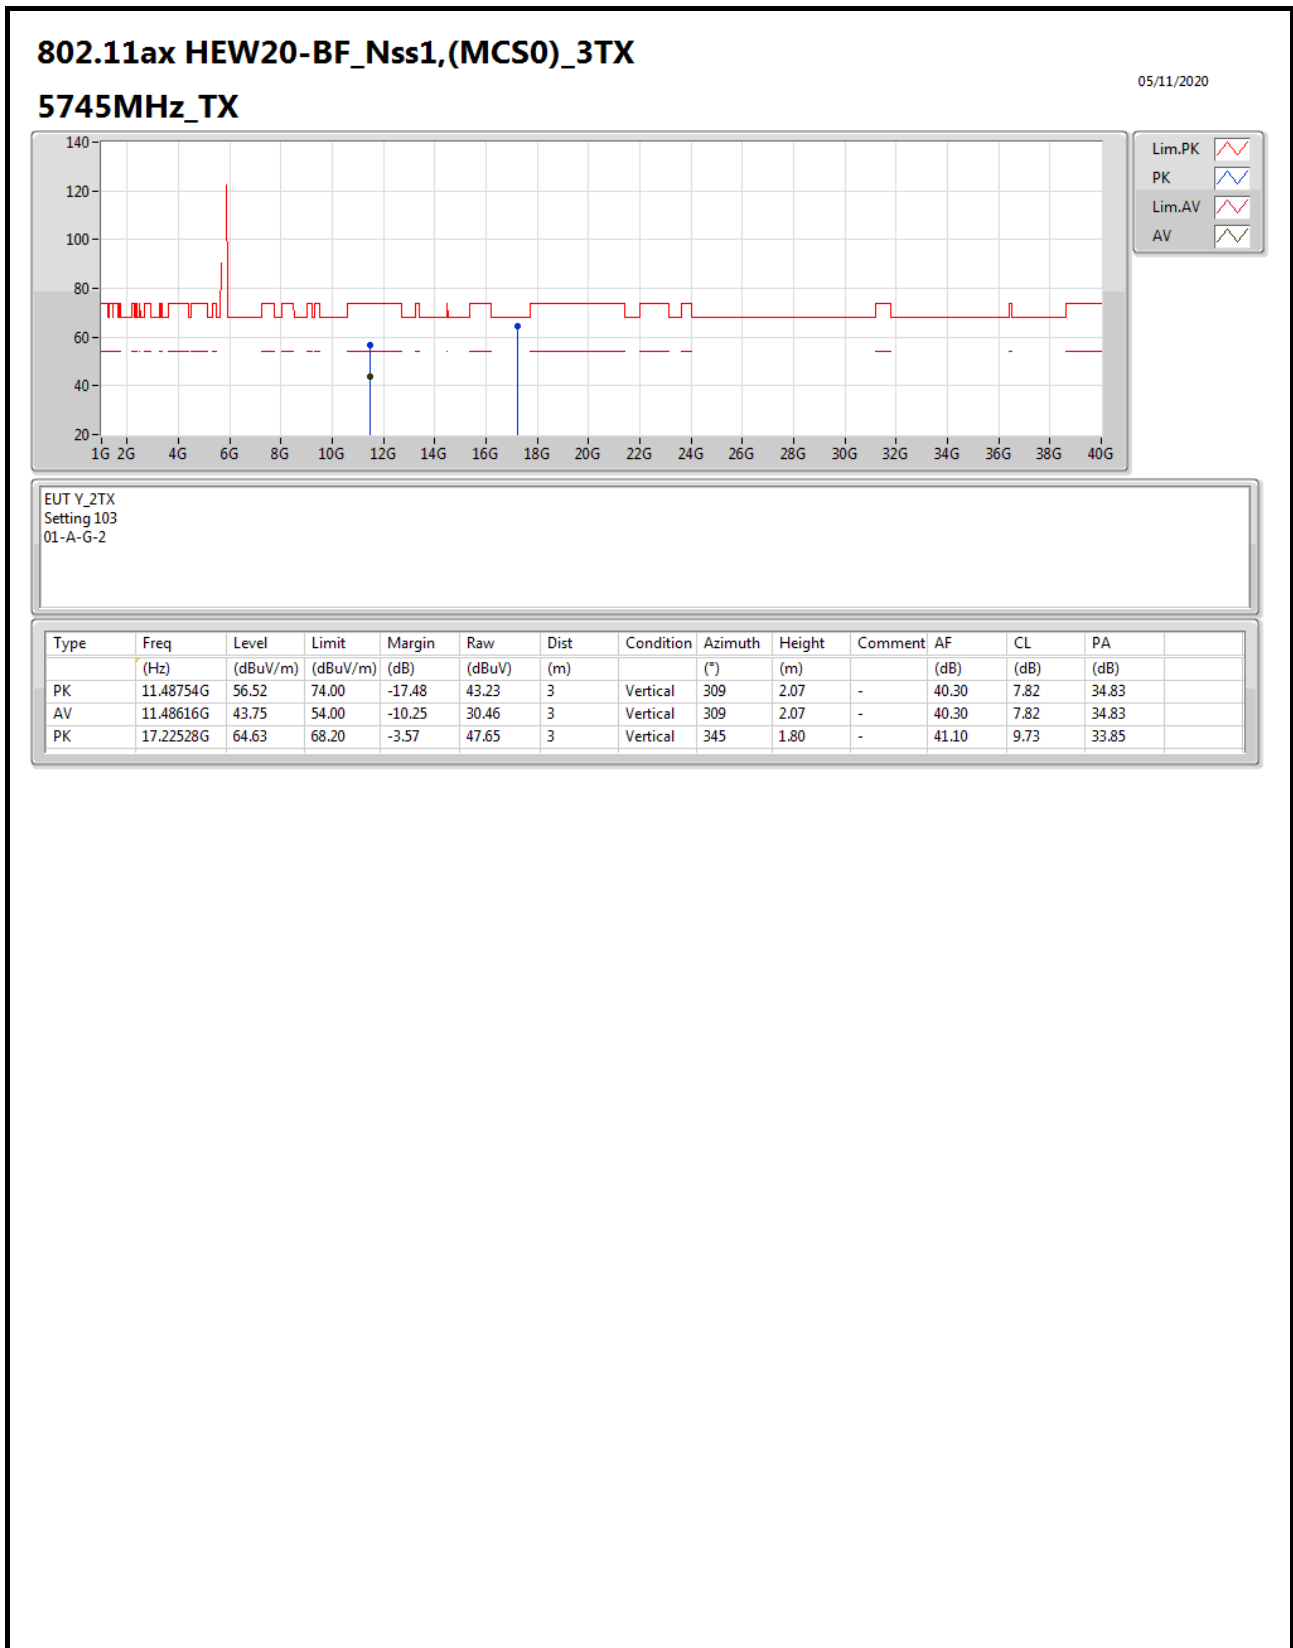 802.11ax HEW20-BF_Nss1,(MCS0)_3TX
05/11/2020
5745MHz_TX
140
120
100
80
60
40
20
1G 2G 4G 6G 8G 10G 12G 14G 16G 18G 20G 22G 24G 26G 28G 30G 32G 34G 36G 38G 40G
Lim.PK
PK
Lim.AV
AV
EUT Y_2TX
Setting 103
01-A-G-2
Type Freq Level Limit Margin Raw Dist Condition Azimuth Height Comment AF CL PA
(Hz) (dBuV/m) (dBuV/m) (dB) (dBuV) (m) (°) (m) (dB) (dB) (dB)
PK 11.48754G 56.52 74.00 -17.48 43.23 3 Vertical 309 2.07 - 40.30 7.82 34.83
AV 11.48616G 43.75 54.00 -10.25 30.46 3 Vertical 309 2.07 - 40.30 7.82 34.83
PK 17.22528G 64.63 68.20 -3.57 47.65 3 Vertical 345 1.80 - 41.10 9.73 33.85